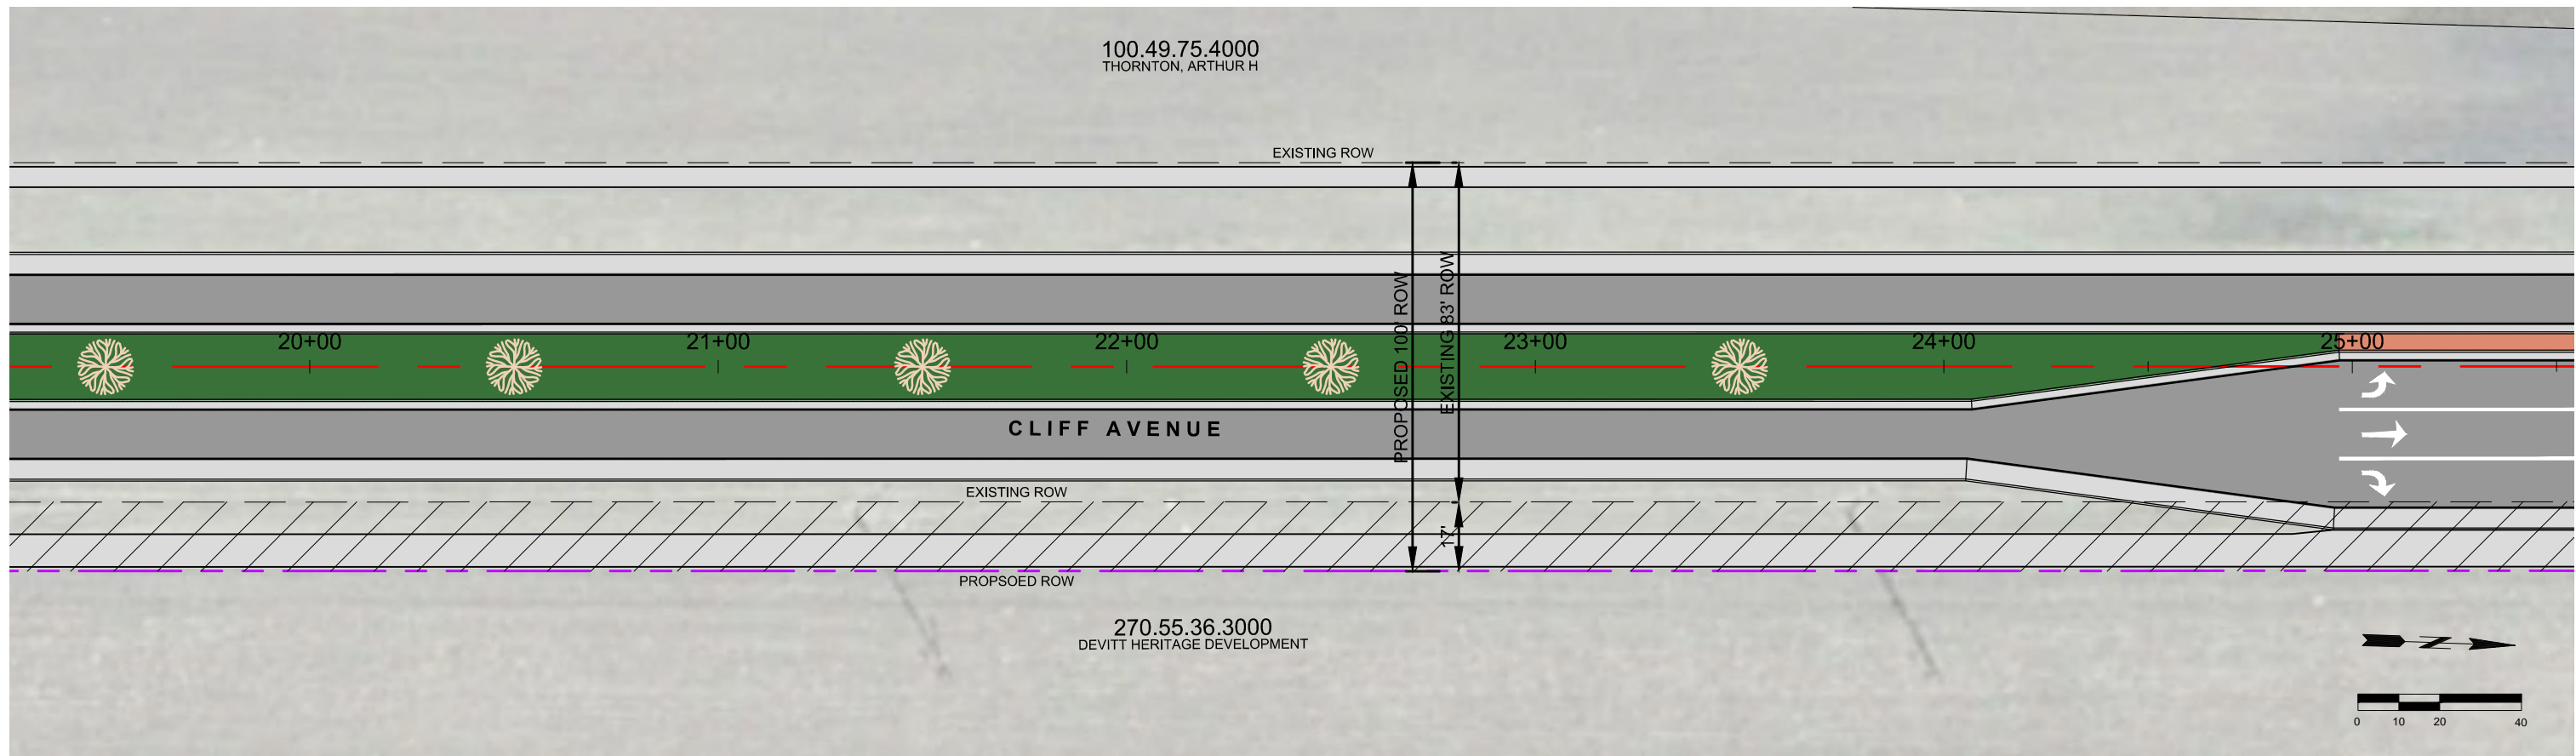 100.49.75.4000
THORNTON, ARTHUR H
EXISTING ROW
20+00
21+00
22+00
23+00
24+00
25+00
PROPOSED 100' ROW
EXISTING 83' ROW
CLIFF AVENUE
EXISTING ROW
17'
PROPSOED ROW
270.55.36.3000
DEVITT HERITAGE DEVELOPMENT
Z
0 10 20 40